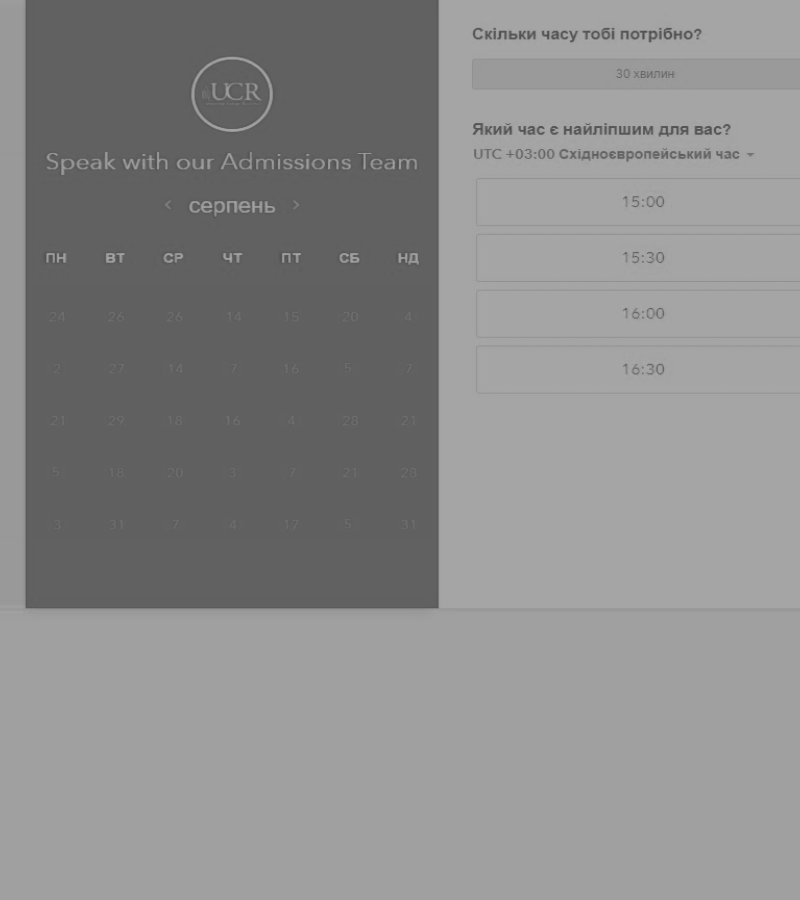 UCR
Speak with our Admissions Team
серпень
ПН ВТ СР ЧТ ПТ СБ НД
24 26 26 14 15 20 4
2 27 14 7 16 5 7
21 29 18 16 4 28 21
5 18 20 3 7 21 28
3 31 7 4 17 5 31
Скільки часу тобі потрібно?
30 хвилин
Який час є найліпшим для вас?
UTC +03:00 Східноєвропейський час
15:00
15:30
16:00
16:30